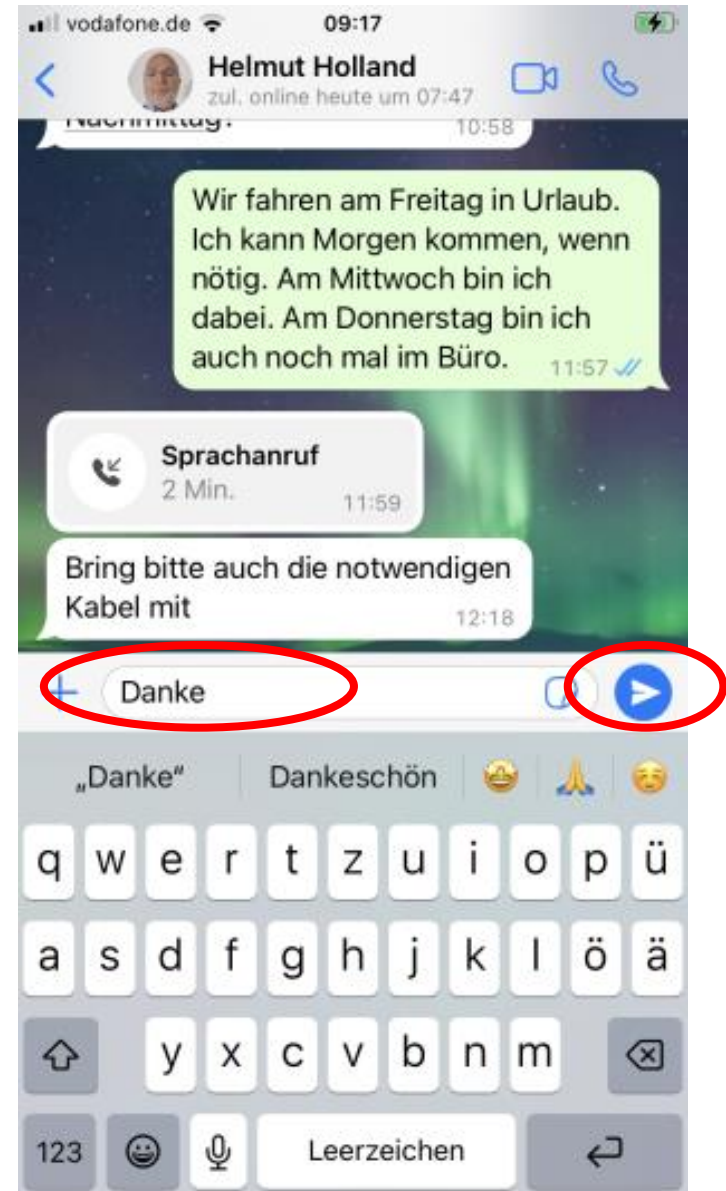 vodafone.de 09:17
Helmut Holland
zul. online heute um 07:47
Nachmittag?
10:58
Wir fahren am Freitag in Urlaub.
Ich kann Morgen kommen, wenn
nötig. Am Mittwoch bin ich
dabei. Am Donnerstag bin ich
auch noch mal im Büro. 11:57
Sprachanruf
2 Min. 11:59
Bring bitte auch die notwendigen
Kabel mit 12:18
Danke
„Danke“ Dankeschön
q w e r t z u i o p ü
a s d f g h j k l ö ä
y x c v b n m
123 Leerzeichen